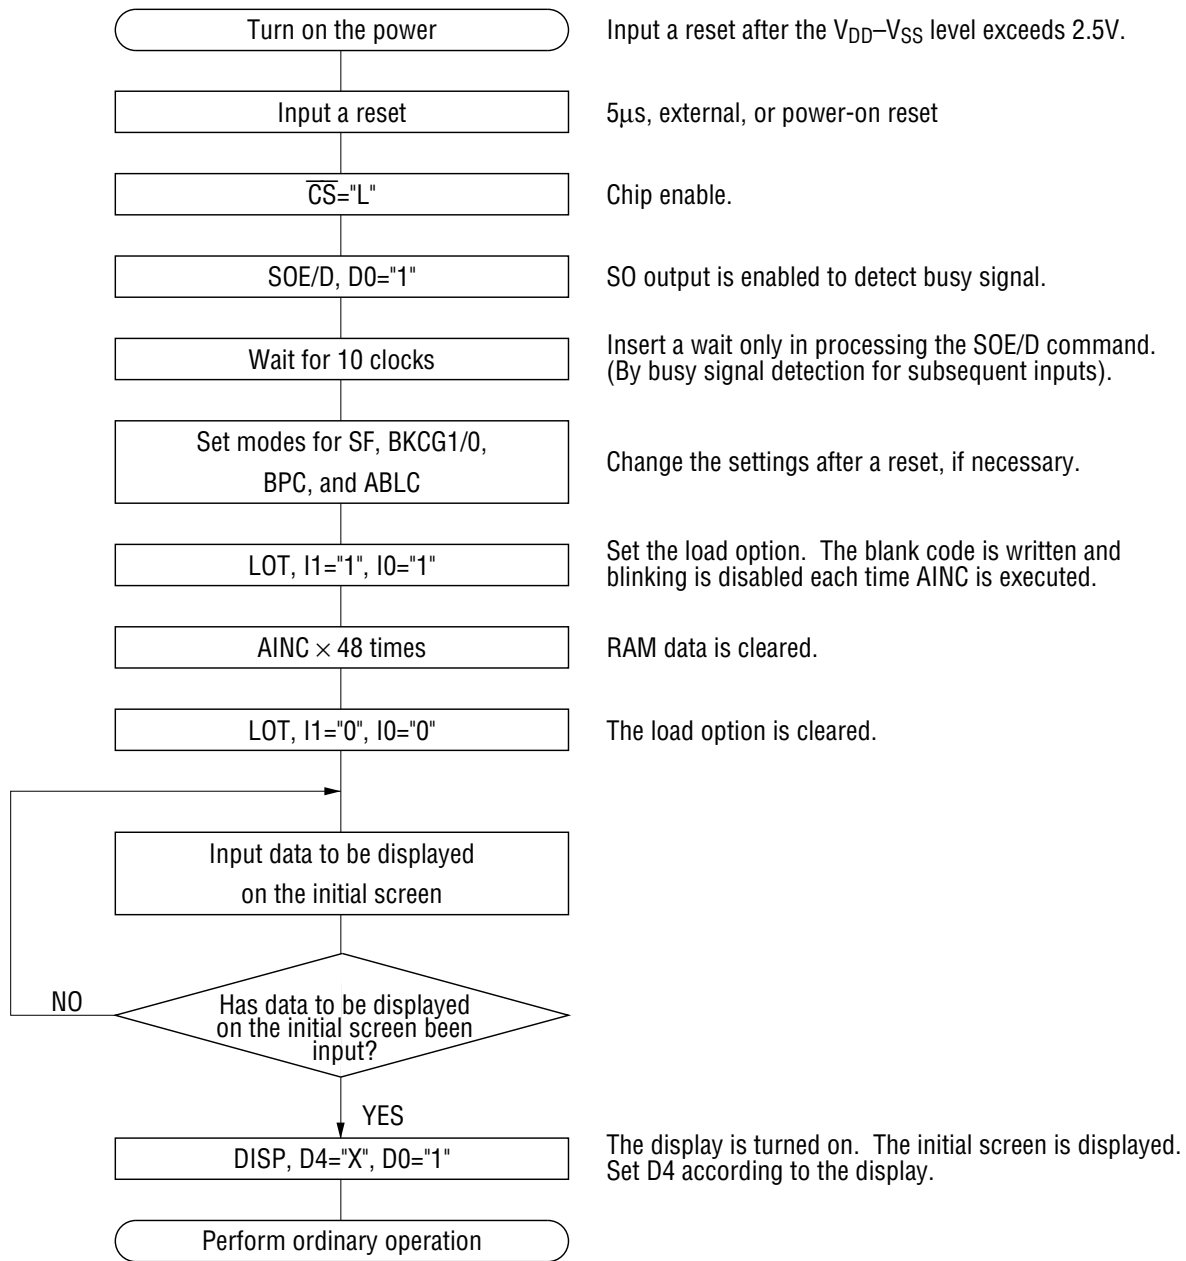 Turn on the power
Input a reset after the VDD–VSS level exceeds 2.5V.
Input a reset
5µs, external, or power-on reset
C̅S̅="L"
Chip enable.
SOE/D, D0="1"
SO output is enabled to detect busy signal.
Wait for 10 clocks
Insert a wait only in processing the SOE/D command.
(By busy signal detection for subsequent inputs).
Set modes for SF, BKCG1/0,
BPC, and ABLC
Change the settings after a reset, if necessary.
LOT, I1="1", I0="1"
Set the load option. The blank code is written and
blinking is disabled each time AINC is executed.
AINC × 48 times
RAM data is cleared.
LOT, I1="0", I0="0"
The load option is cleared.
Input data to be displayed
on the initial screen
NO
Has data to be displayed
on the initial screen been
input?
YES
DISP, D4="X", D0="1"
The display is turned on. The initial screen is displayed.
Set D4 according to the display.
Perform ordinary operation